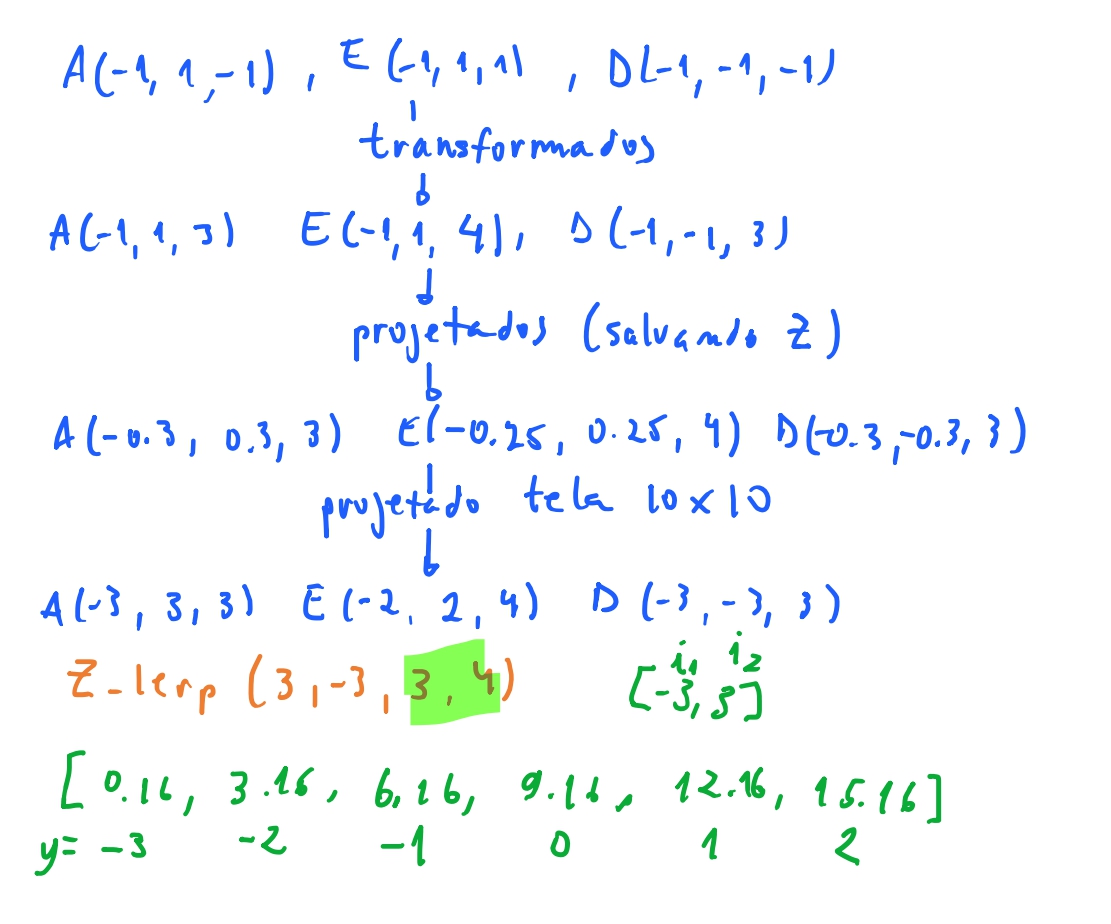 A(-1, 1, -1), E(-1, 1, 1), D(-1, -1, -1)
transformados
A(-1, 1, 3) E(-1, 1, 4), D(-1, -1, 3)
projetados (salvando z)
A(-0.3, 0.3, 3) E(-0.25, 0.25, 4) D(-0.3, -0.3, 3)
projetado tela 10x10
A(-3, 3, 3) E(-2, 2, 4) D(-3, -3, 3)
i1 i2
Z-lerp (3, -3, 3, 4) [-3, 3]
[0.16, 3.16, 6.16, 9.16, 12.16, 15.16]
y= -3 -2 -1 0 1 2